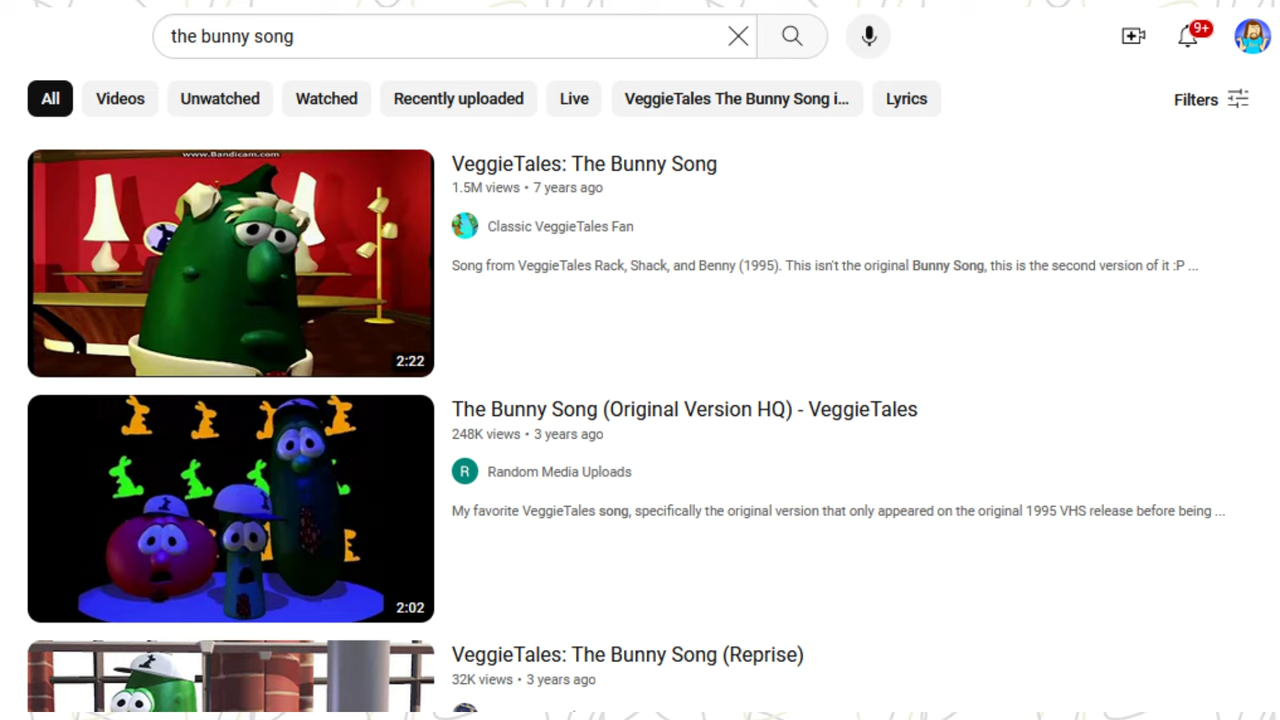 the bunny song
9+
All
Videos
Unwatched
Watched
Recently uploaded
Live
VeggieTales The Bunny Song i...
Lyrics
Filters
www.Bandicam.com
2:22
VeggieTales: The Bunny Song
1.5M views • 7 years ago
Classic VeggieTales Fan
Song from VeggieTales Rack, Shack, and Benny (1995). This isn't the original Bunny Song, this is the second version of it :P ...
2:02
The Bunny Song (Original Version HQ) - VeggieTales
248K views • 3 years ago
R
Random Media Uploads
My favorite VeggieTales song, specifically the original version that only appeared on the original 1995 VHS release before being ...
VeggieTales: The Bunny Song (Reprise)
32K views • 3 years ago